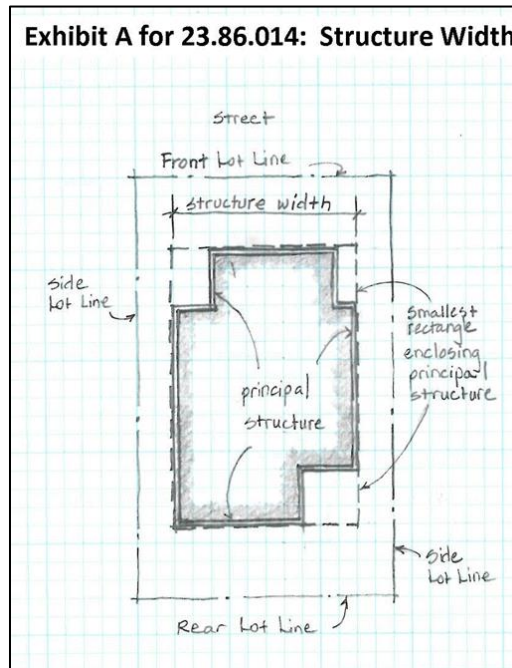 Exhibit A for 23.86.014: Structure Width
Street
Front Lot Line
structure width
side
Lot Line
smallest
rectange
enclosing
principal
structure
principal
structure
side
Lot Line
Rear Lot Line